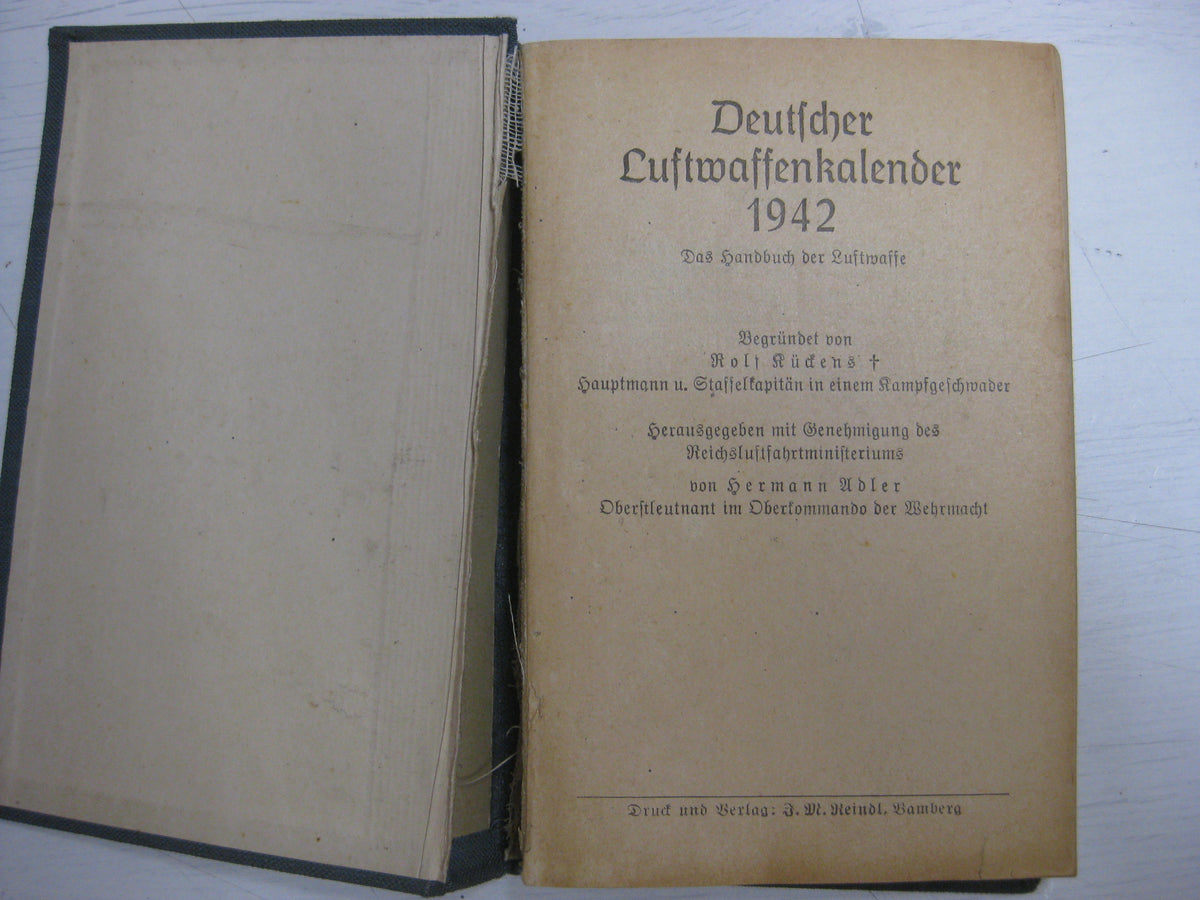 Deutscher
Luftwaffenkalender
1942
Das Handbuch der Luftwaffe
Begründet von
Rolf Kückens †
Hauptmann u. Staffelkapitän in einem Kampfgeschwader
Herausgegeben mit Genehmigung des
Reichsluftfahrtministeriums
von Hermann Adler
Oberstleutnant im Oberkommando der Wehrmacht
Druck und Verlag: J. M. Reindl, Bamberg